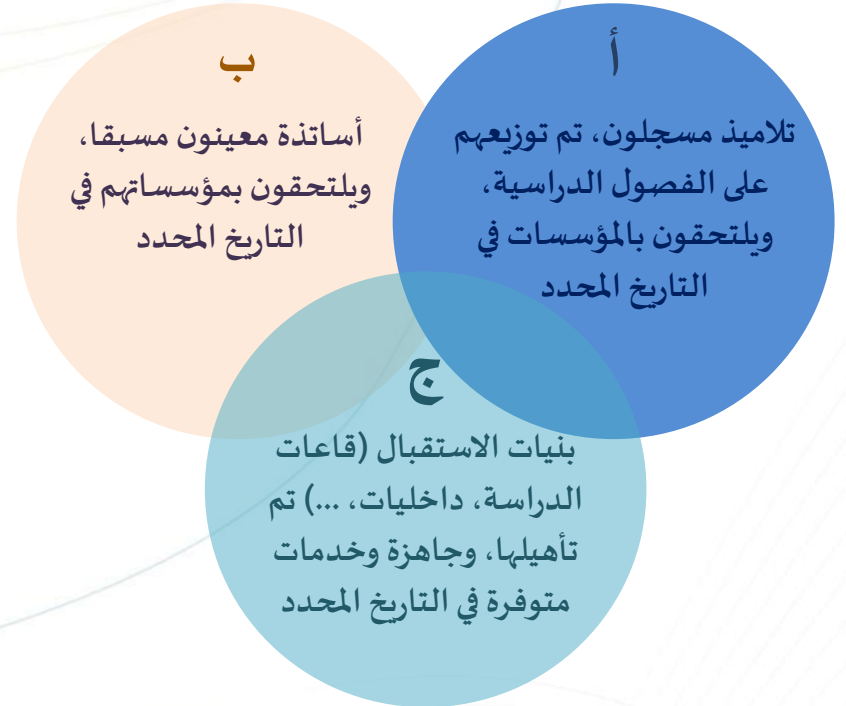 أ
تلاميذ مسجلون، تم توزيعهم
على الفصول الدراسية،
ويلتحقون بالمؤسسات في
التاريخ المحدد
ب
أساتذة معينون مسبقا،
ويلتحقون بمؤسساتهم في
التاريخ المحدد
ج
بنيات الاستقبال (قاعات
الدراسة، داخليات، ...) تم
تأهيلها، وجاهزة وخدمات
متوفرة في التاريخ المحدد